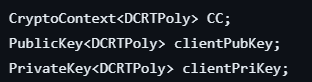 CryptoContext<DCRTPoly> CC;
PublicKey<DCRTPoly> clientPubKey;
PrivateKey<DCRTPoly> clientPriKey;